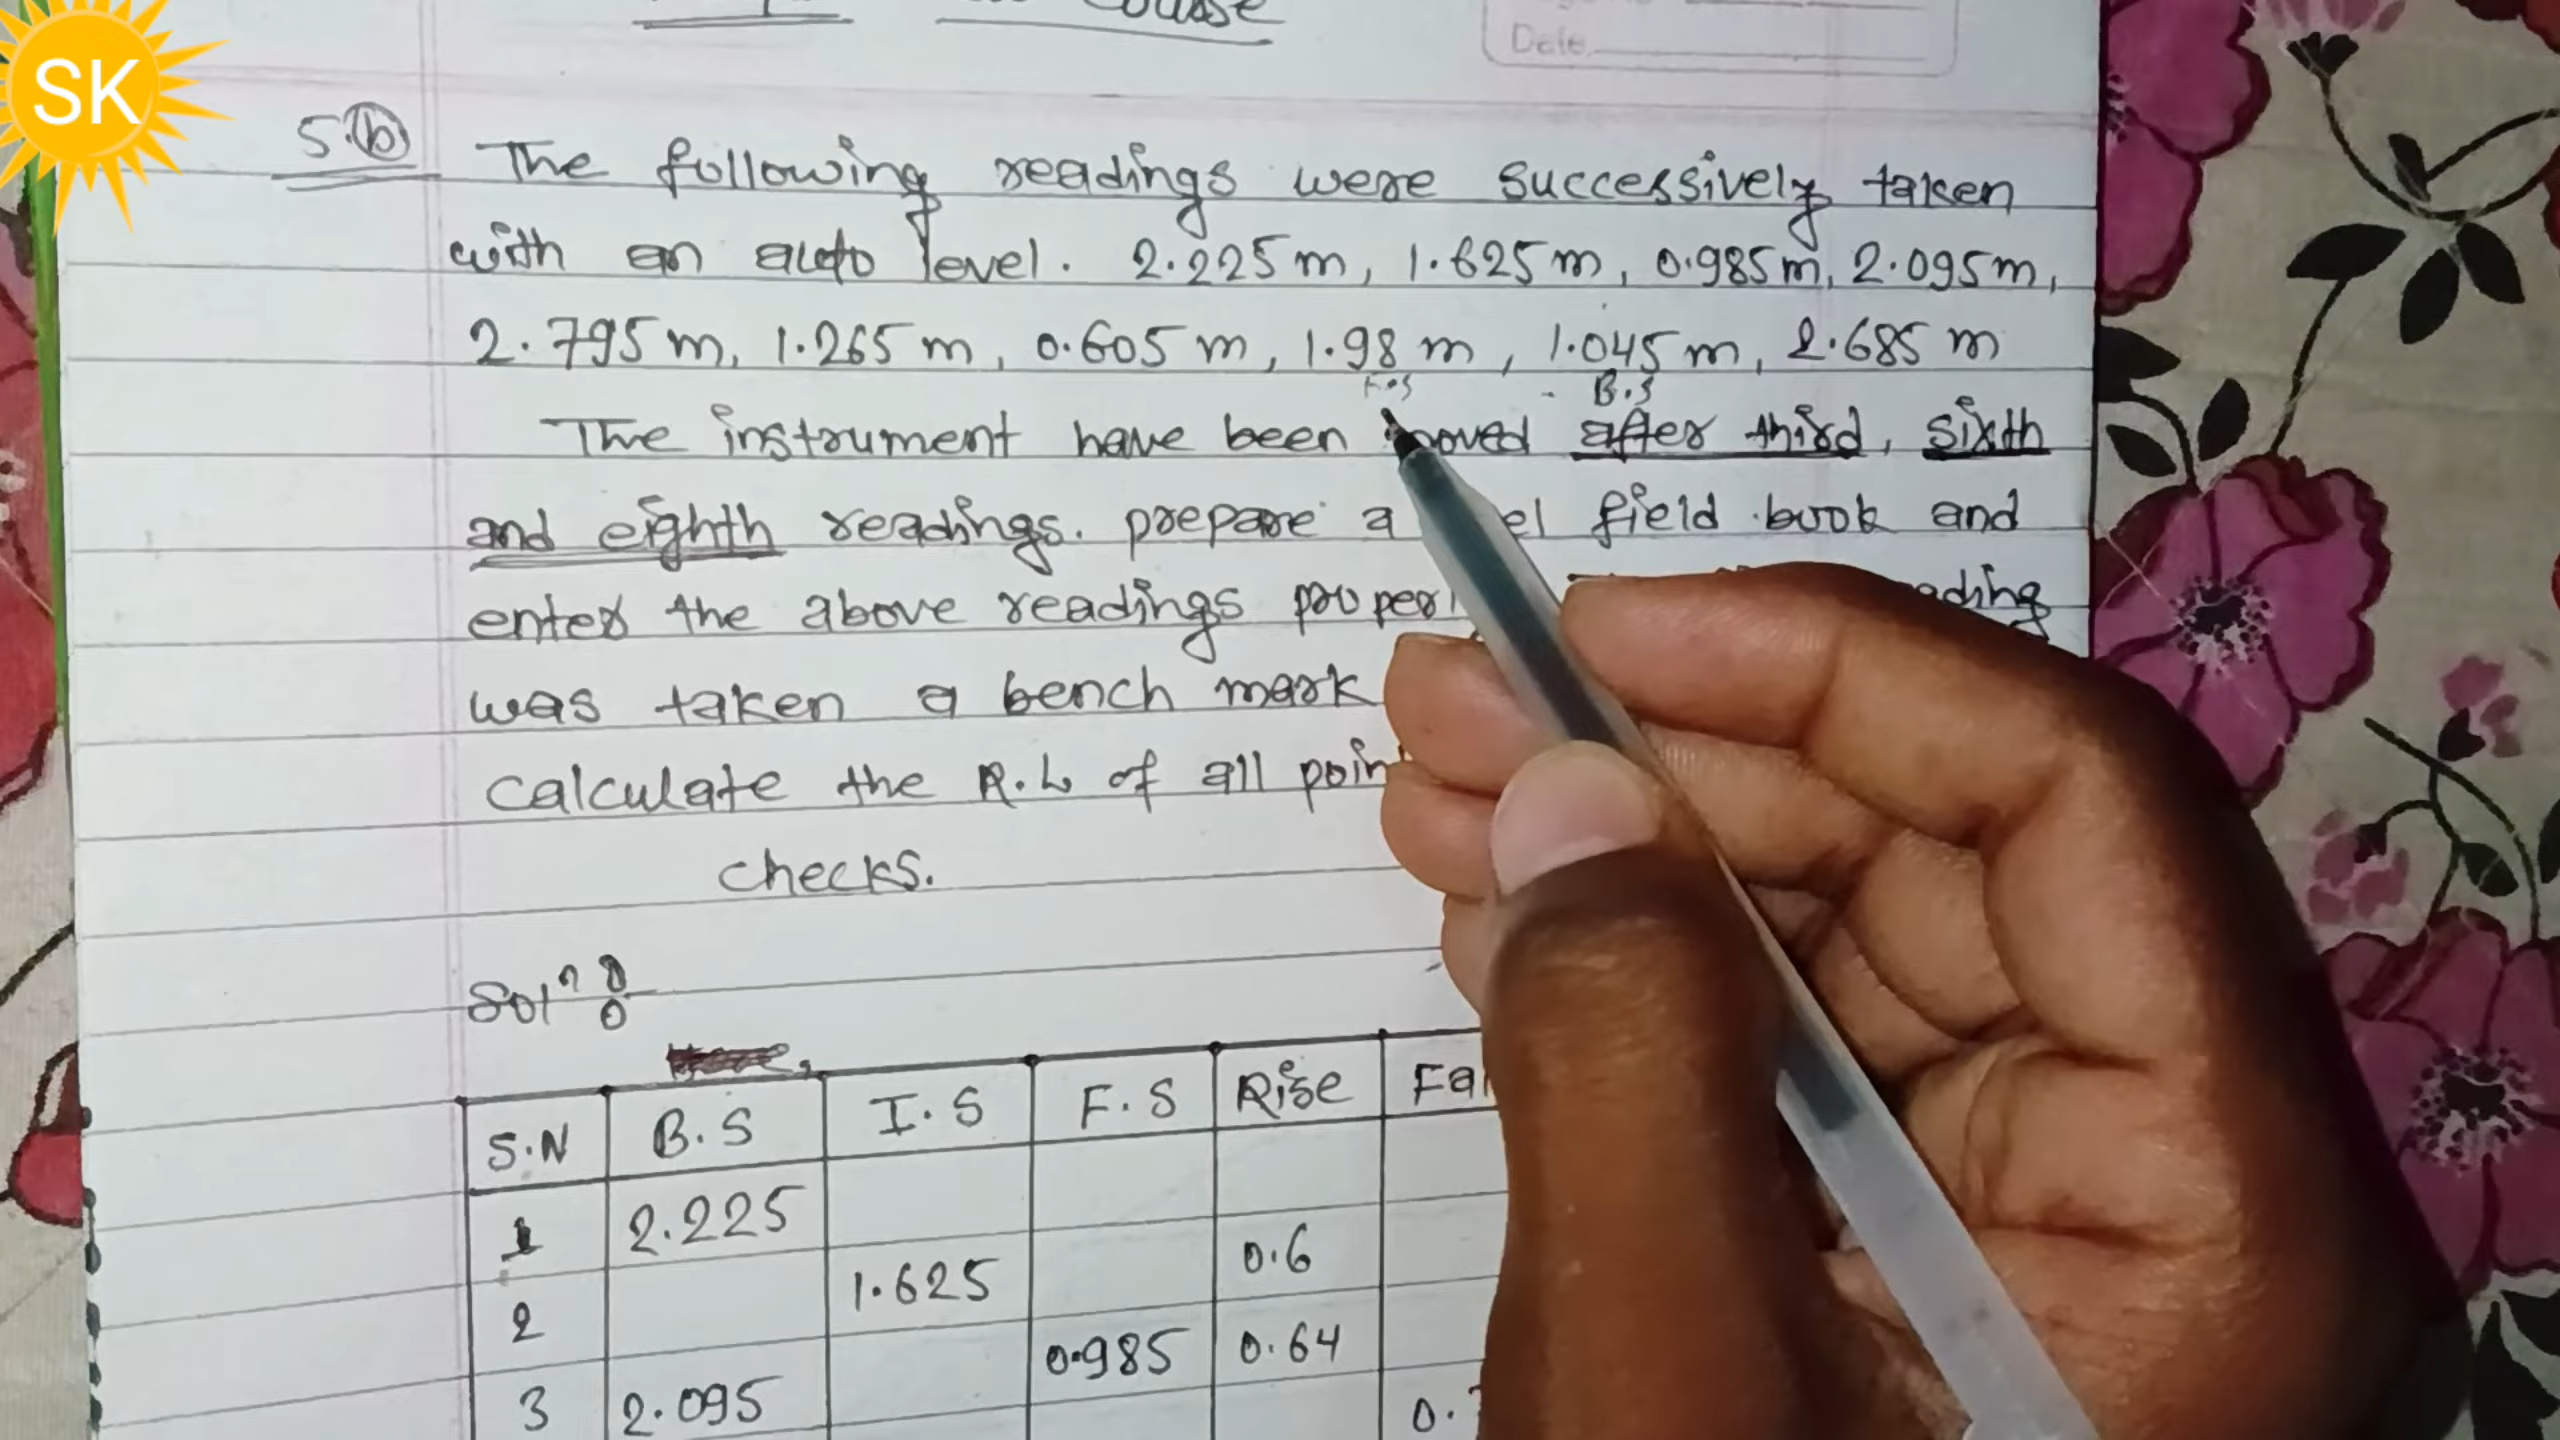 course
Date
SK
5.(b) The following readings were successively taken
with an auto level. 2.225 m, 1.625 m, 0.985 m, 2.095 m,
2.795 m, 1.265 m, 0.605 m, 1.98 m, 1.045 m, 2.685 m
F.S B.S
The instrument have been moved after third, sixth
and eighth readings. prepare a el field book and
enter the above readings
was taken a bench mark
calculate the R.L of all
checks.
Solⁿ:
S.N B.S I.S F.S Rise
1 2.225
2 1.625 0.6
3 2.095 0.985 0.64
0.